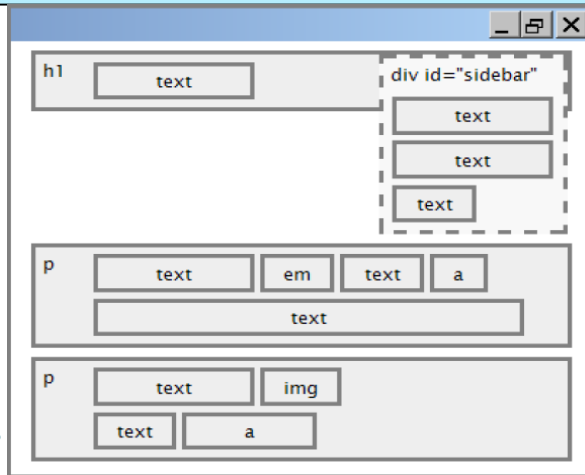 h1 text
div id="sidebar"
text
text
text
p text em text a
text
p text img
text a